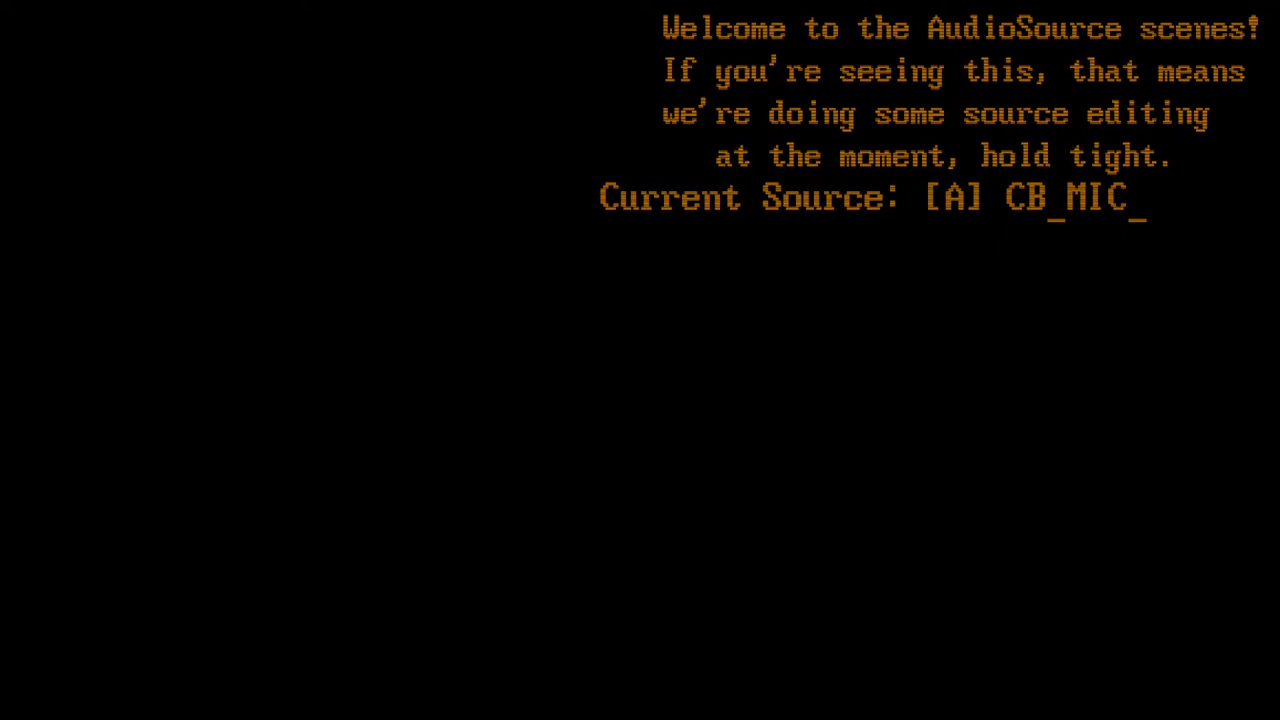 Welcome to the AudioSource scenes!
If you're seeing this, that means
we're doing some source editing
at the moment, hold tight.
Current Source: [A] CB_MIC_